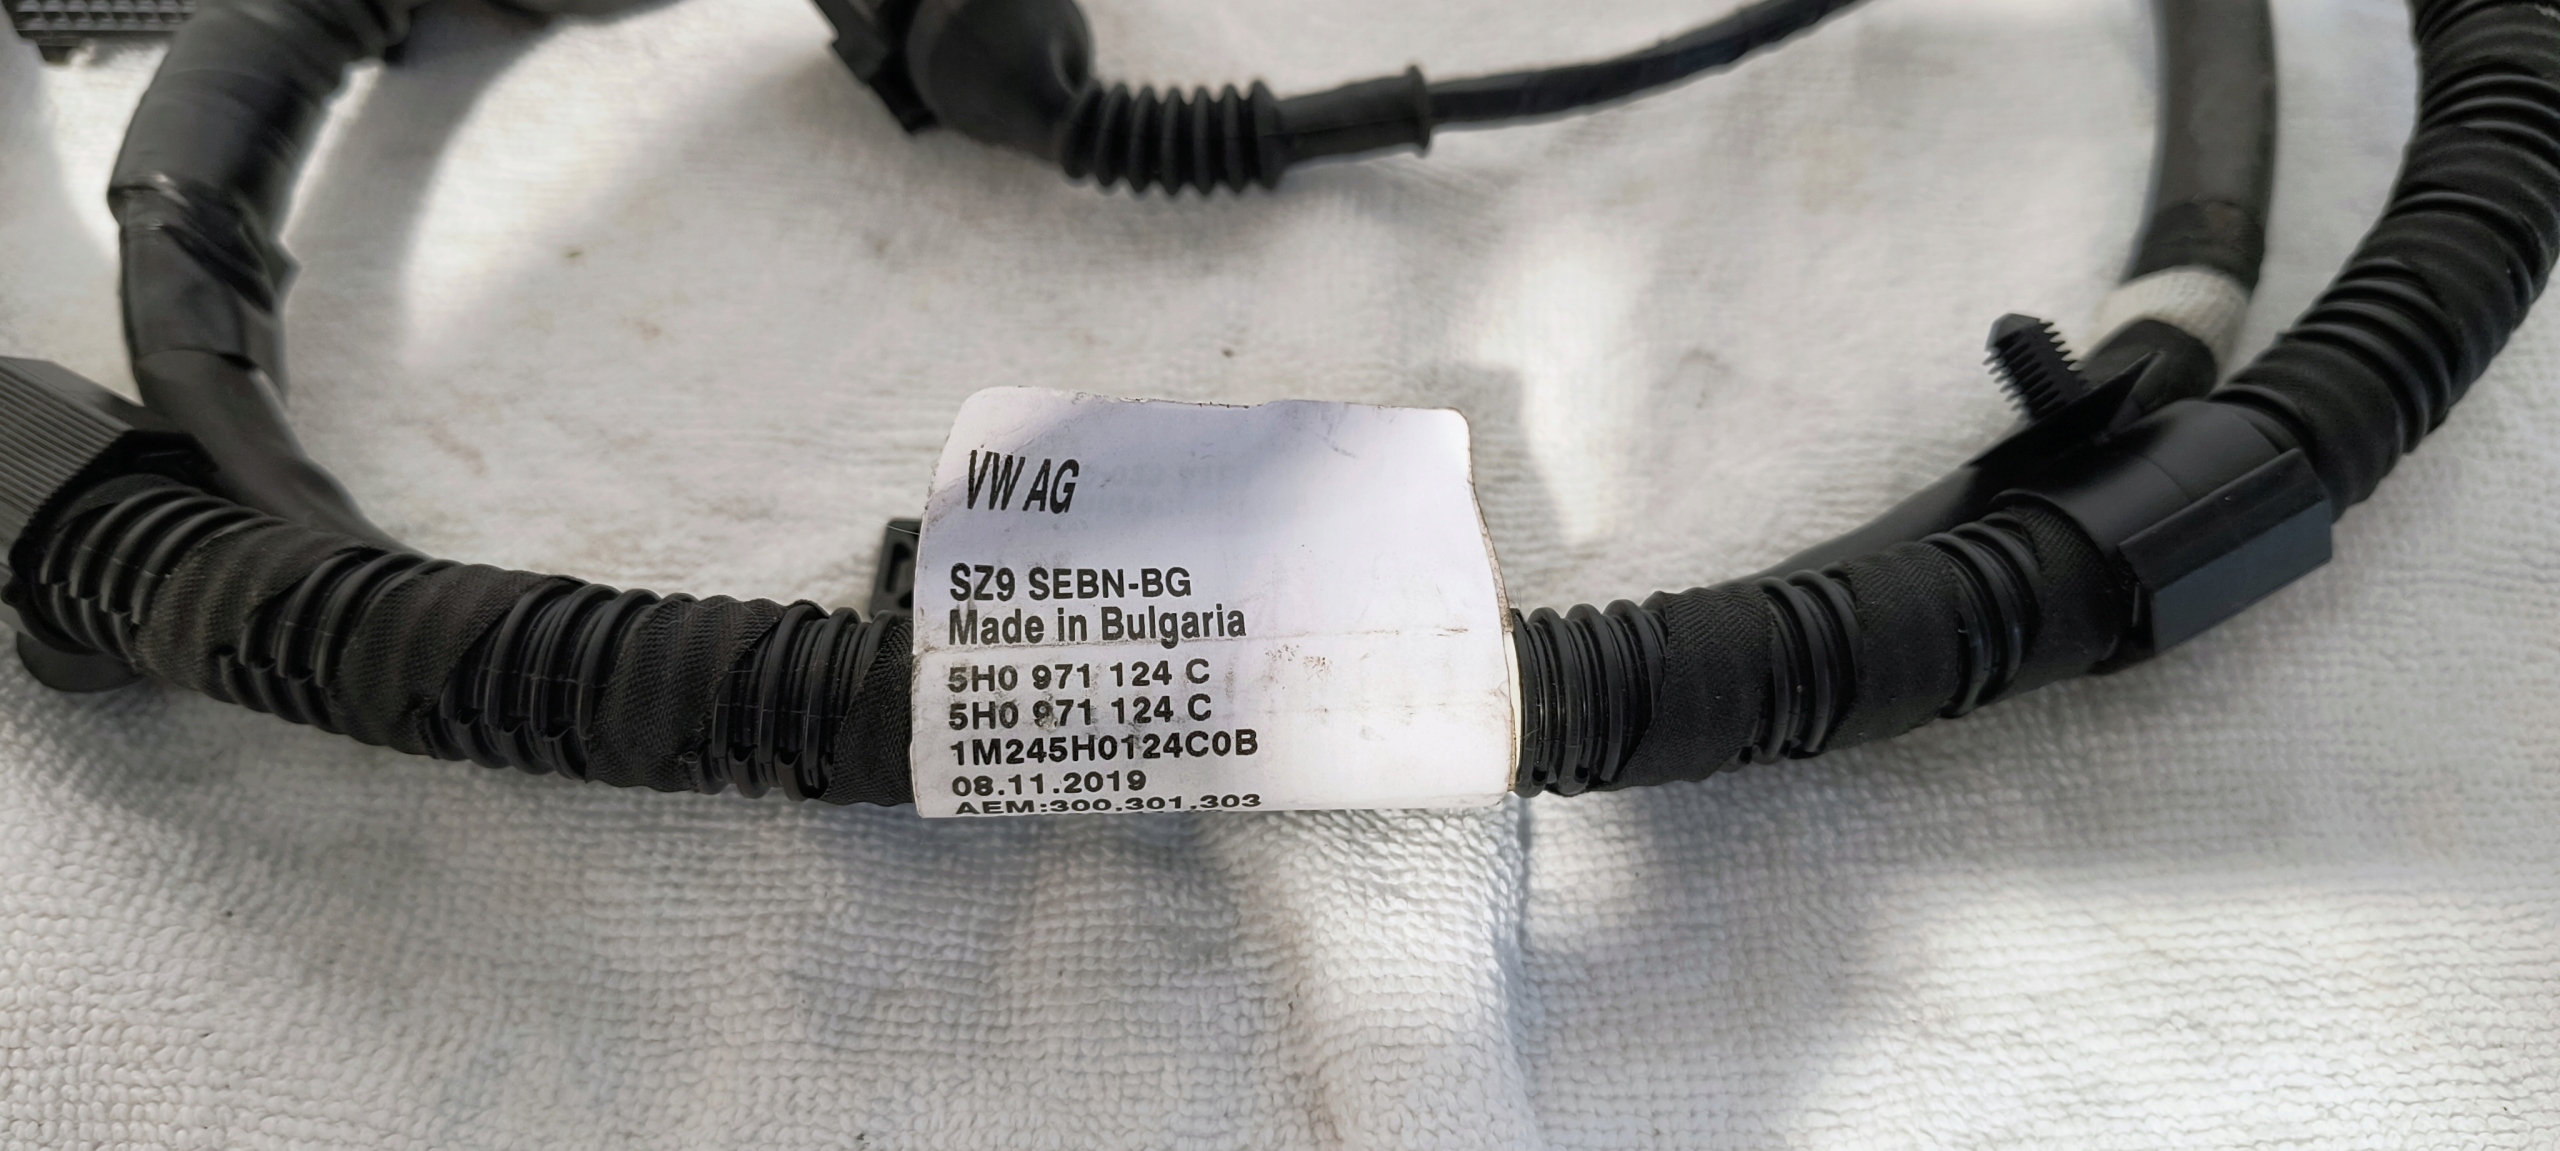 VW AG
SZ9 SEBN-BG
Made in Bulgaria
5H0 971 124 C
5H0 971 124 C
1M245H0124C0B
08.11.2019
AEM:300.301.303